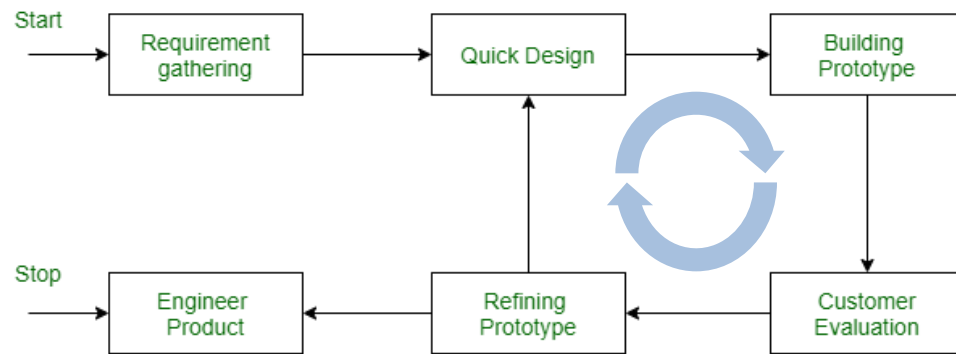 Start
Requirement
gathering
Quick Design
Building
Prototype
Stop
Engineer
Product
Refining
Prototype
Customer
Evaluation